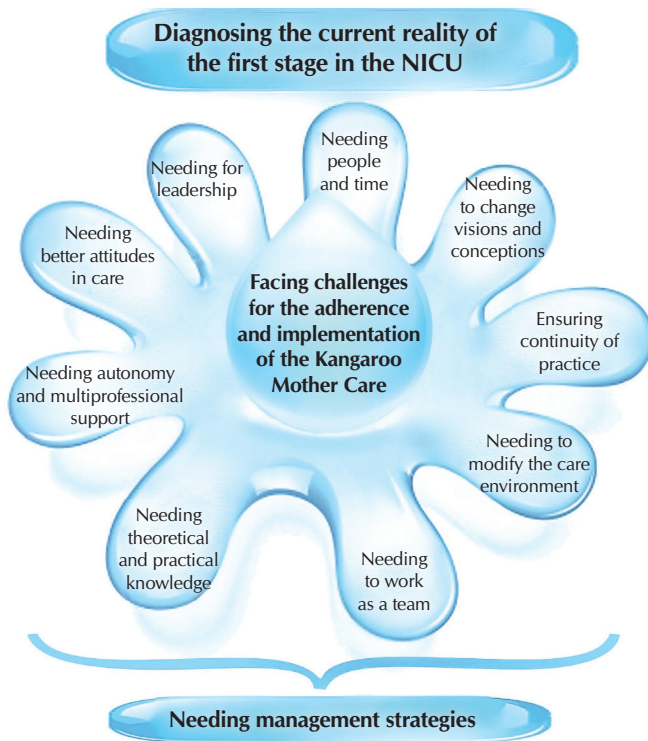 Diagnosing the current reality of
the first stage in the NICU
Needing
people
and time
Needing for
leadership
Needing
to change
visions and
conceptions
Needing
better attitudes
in care
Facing challenges
for the adherence
and implementation
of the Kangaroo
Mother Care
Ensuring
continuity of
practice
Needing autonomy
and multiprofessional
support
Needing to
modify the care
environment
Needing
theoretical
and practical
knowledge
Needing
to work
as a team
Needing management strategies